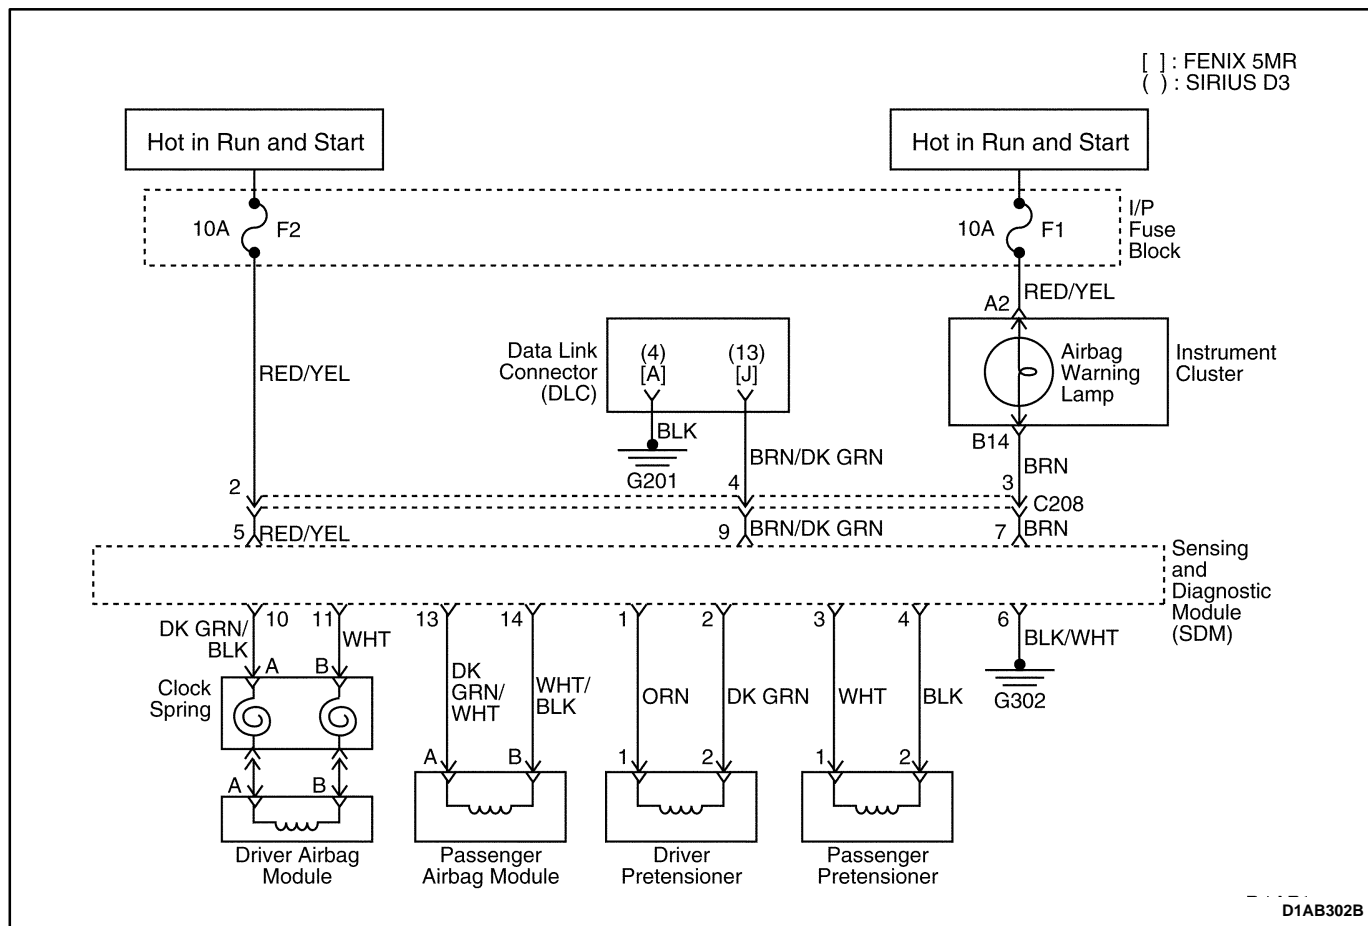 [ ] : FENIX 5MR
( ) : SIRIUS D3
Hot in Run and Start
Hot in Run and Start
10A
F2
10A
F1
I/P
Fuse
Block
RED/YEL
A2
RED/YEL
Data Link
Connector
(DLC)
(4)
[A]
(13)
[J]
Airbag
Warning
Lamp
Instrument
Cluster
BLK
G201
BRN/DK GRN
B14
BRN
2
4
3
C208
5
RED/YEL
9
BRN/DK GRN
7
BRN
Sensing
and
Diagnostic
Module
(SDM)
10
11
13
14
1
2
3
4
6
DK GRN/
BLK
WHT
DK
GRN/
WHT
WHT/
BLK
ORN
DK GRN
WHT
BLK
BLK/WHT
G302
A
B
Clock
Spring
A
B
A
B
1
2
1
2
Driver Airbag
Module
Passenger
Airbag Module
Driver
Pretensioner
Passenger
Pretensioner
D1AB302B